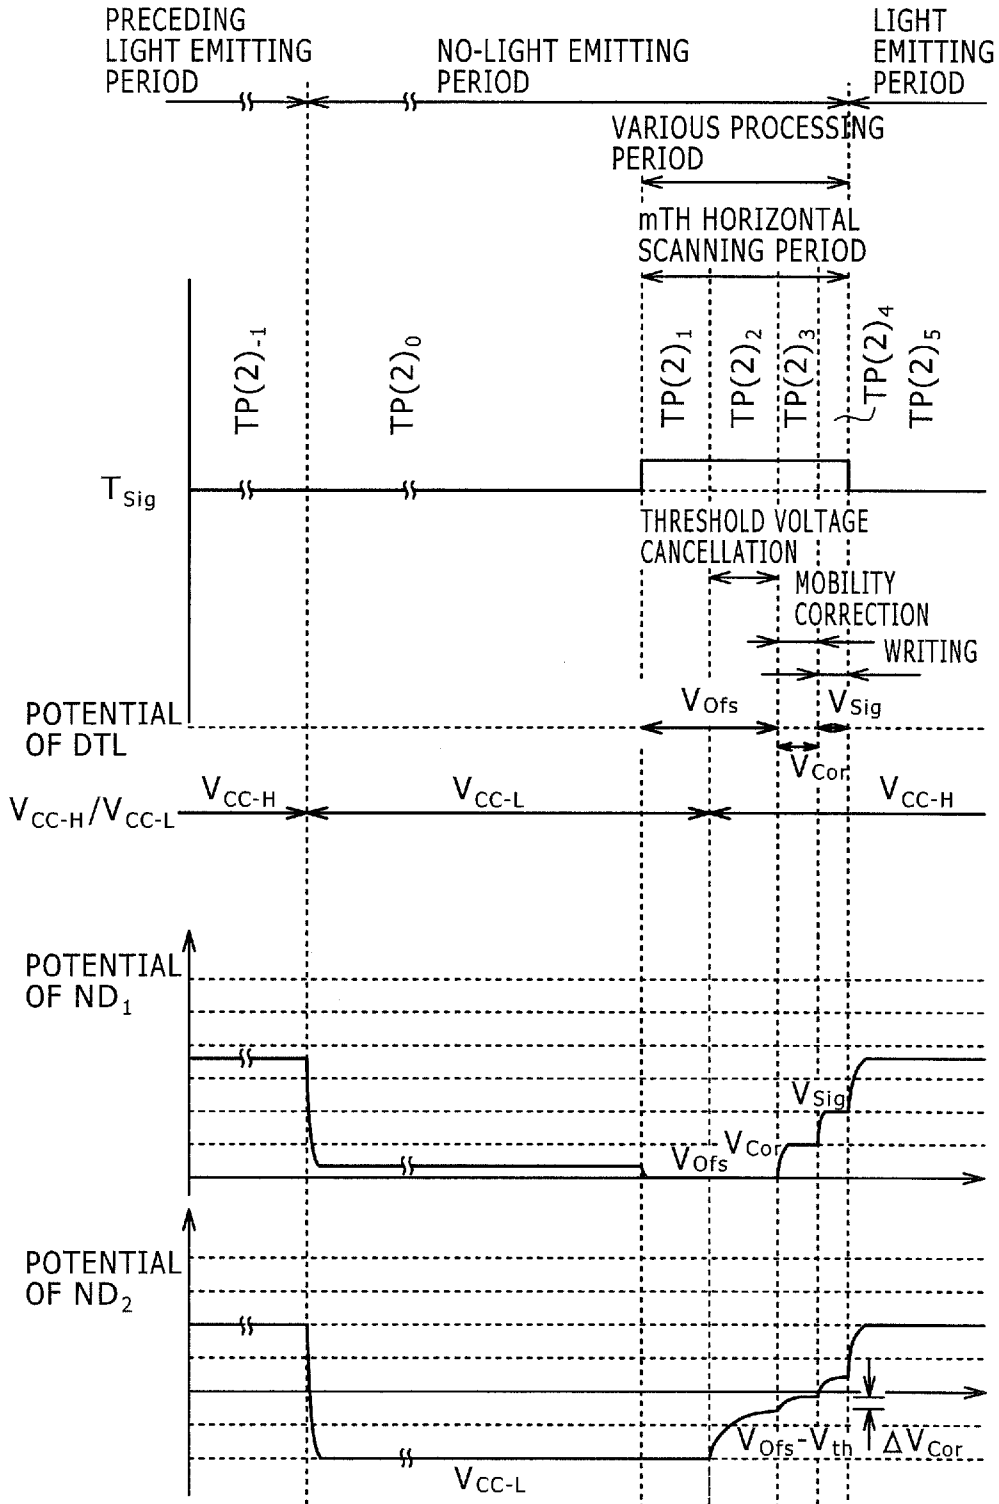 PRECEDING
LIGHT EMITTING
PERIOD
NO-LIGHT EMITTING
PERIOD
LIGHT
EMITTING
PERIOD
VARIOUS PROCESSING
PERIOD
mTH HORIZONTAL
SCANNING PERIOD
TP(2)-1
TP(2)0
TP(2)1
TP(2)2
TP(2)3
TP(2)4
TP(2)5
TSig
THRESHOLD VOLTAGE
CANCELLATION
MOBILITY
CORRECTION
WRITING
POTENTIAL
OF DTL
VOfs
VSig
VCor
VCC-H/VCC-L
VCC-H
VCC-L
VCC-H
POTENTIAL
OF ND1
VSig
VCor
VOfs
POTENTIAL
OF ND2
VOfs-Vth
ΔVCor
VCC-L